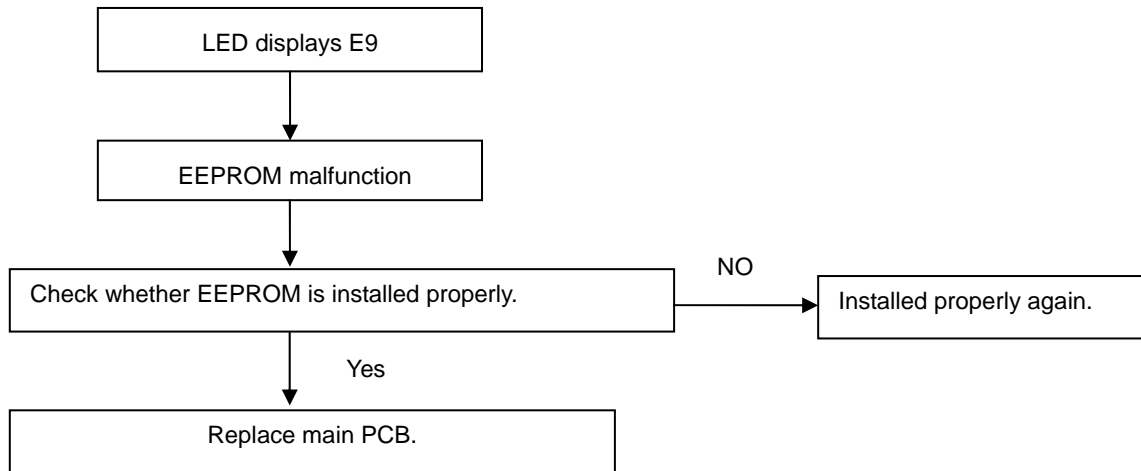 LED displays E9
EEPROM malfunction
NO
Check whether EEPROM is installed properly.
Installed properly again.
Yes
Replace main PCB.